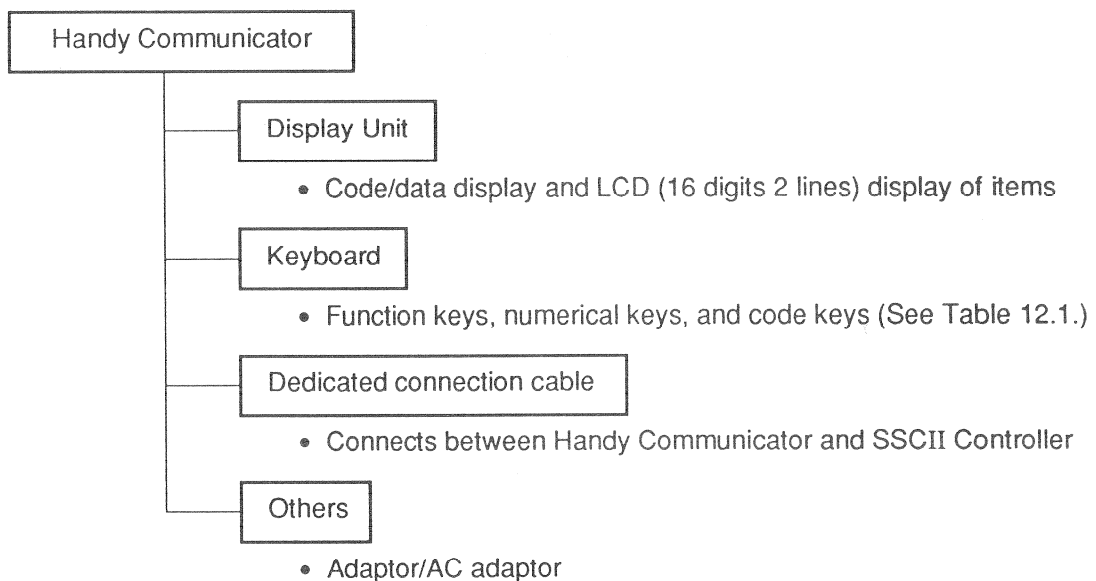 Handy Communicator
Display Unit
• Code/data display and LCD (16 digits 2 lines) display of items
Keyboard
• Function keys, numerical keys, and code keys (See Table 12.1.)
Dedicated connection cable
• Connects between Handy Communicator and SSCII Controller
Others
• Adaptor/AC adaptor